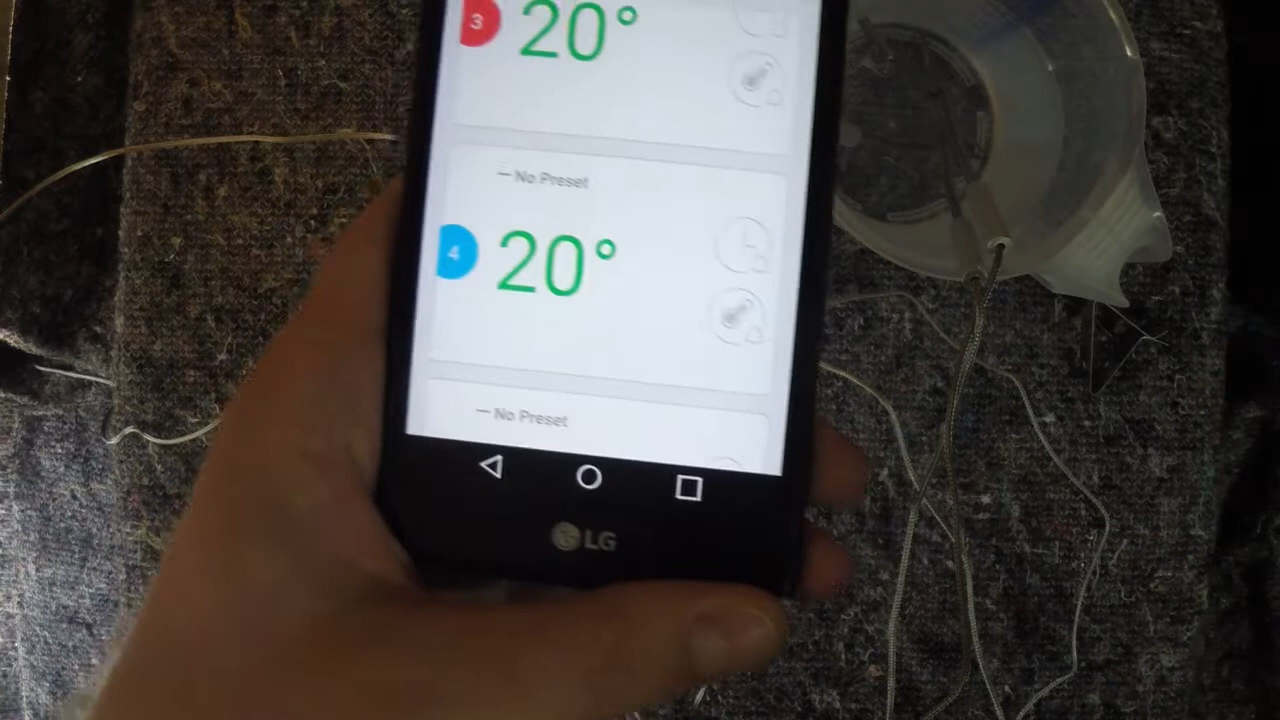 3 20°
— No Preset
4 20°
— No Preset
LG